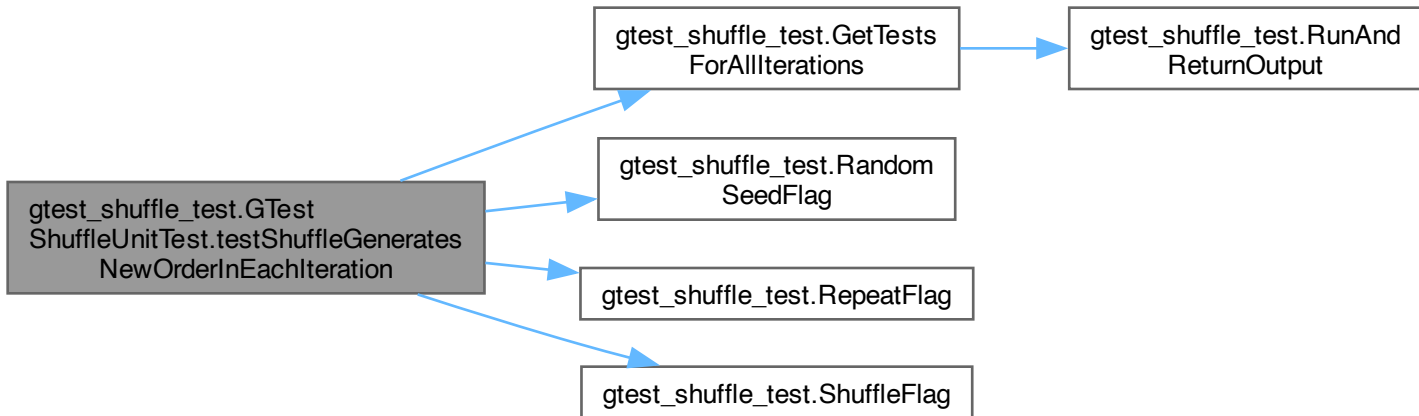 gtest_shuffle_test.GTest
ShuffleUnitTest.testShuffleGenerates
NewOrderInEachIteration
gtest_shuffle_test.GetTests
ForAllIterations
gtest_shuffle_test.RunAnd
ReturnOutput
gtest_shuffle_test.Random
SeedFlag
gtest_shuffle_test.RepeatFlag
gtest_shuffle_test.ShuffleFlag